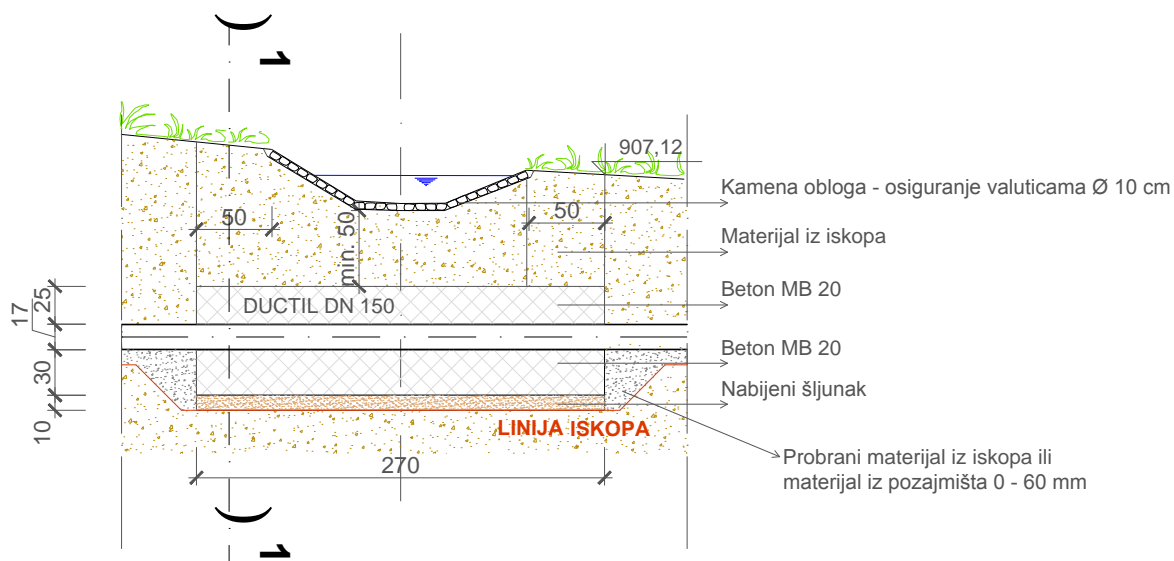 1
907,12
Kamena obloga - osiguranje valuticama Ø 10 cm
50
min. 50
50
Materijal iz iskopa
Beton MB 20
DUCTIL DN 150
17
25
30
10
Beton MB 20
Nabijeni šljunak
LINIJA ISKOPA
270
Probrani materijal iz iskopa ili
materijal iz pozajmišta 0 - 60 mm
1